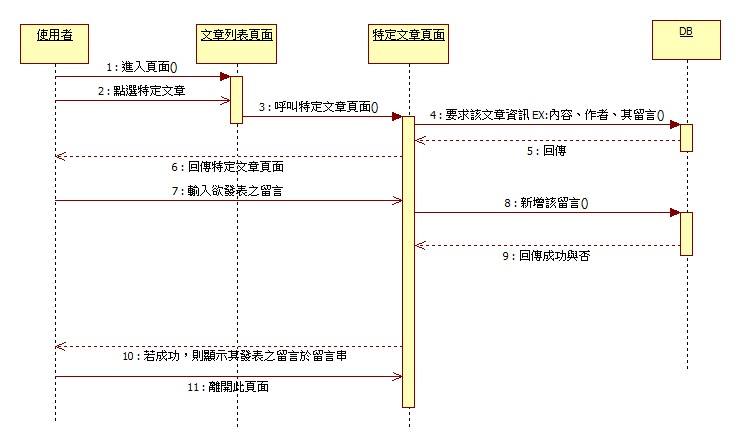 使用者
文章列表頁面
特定文章頁面
DB
1 : 進入頁面()
2 : 點選特定文章
3 : 呼叫特定文章頁面()
4 : 要求該文章資訊 EX:內容、作者、其留言()
5 : 回傳
6 : 回傳特定文章頁面
7 : 輸入欲發表之留言
8 : 新增該留言()
9 : 回傳成功與否
10 : 若成功，則顯示其發表之留言於留言串
11 : 離開此頁面